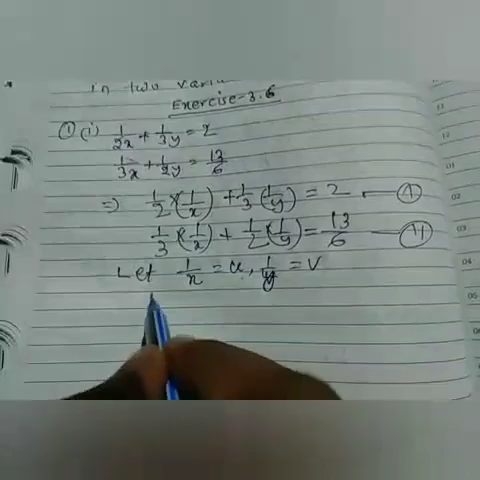 in two
Exercise-3.6
① (i) 1/2x + 1/3y = 2
1/3x + 1/2y = 13/6
⇒ 1/2 × (1/x) + 1/3 (1/y) = 2 — ①
1/3 × (1/x) + 1/2 × (1/y) = 13/6 — ⑪
Let 1/x = u, 1/y = v